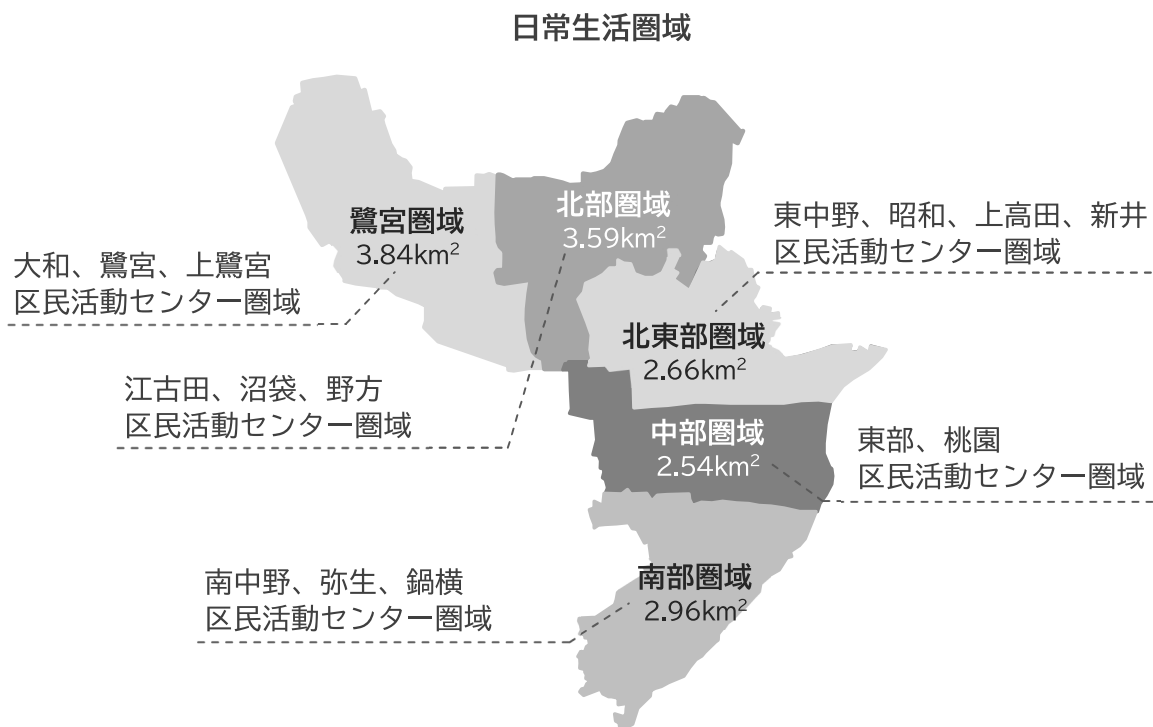 日常生活圏域
鷺宮圏域
3.84km²
北部圏域
3.59km²
東中野、昭和、上高田、新井
区民活動センター圏域
大和、鷺宮、上鷺宮
区民活動センター圏域
北東部圏域
2.66km²
江古田、沼袋、野方
区民活動センター圏域
中部圏域
2.54km²
東部、桃園
区民活動センター圏域
南中野、弥生、鍋横
区民活動センター圏域
南部圏域
2.96km²